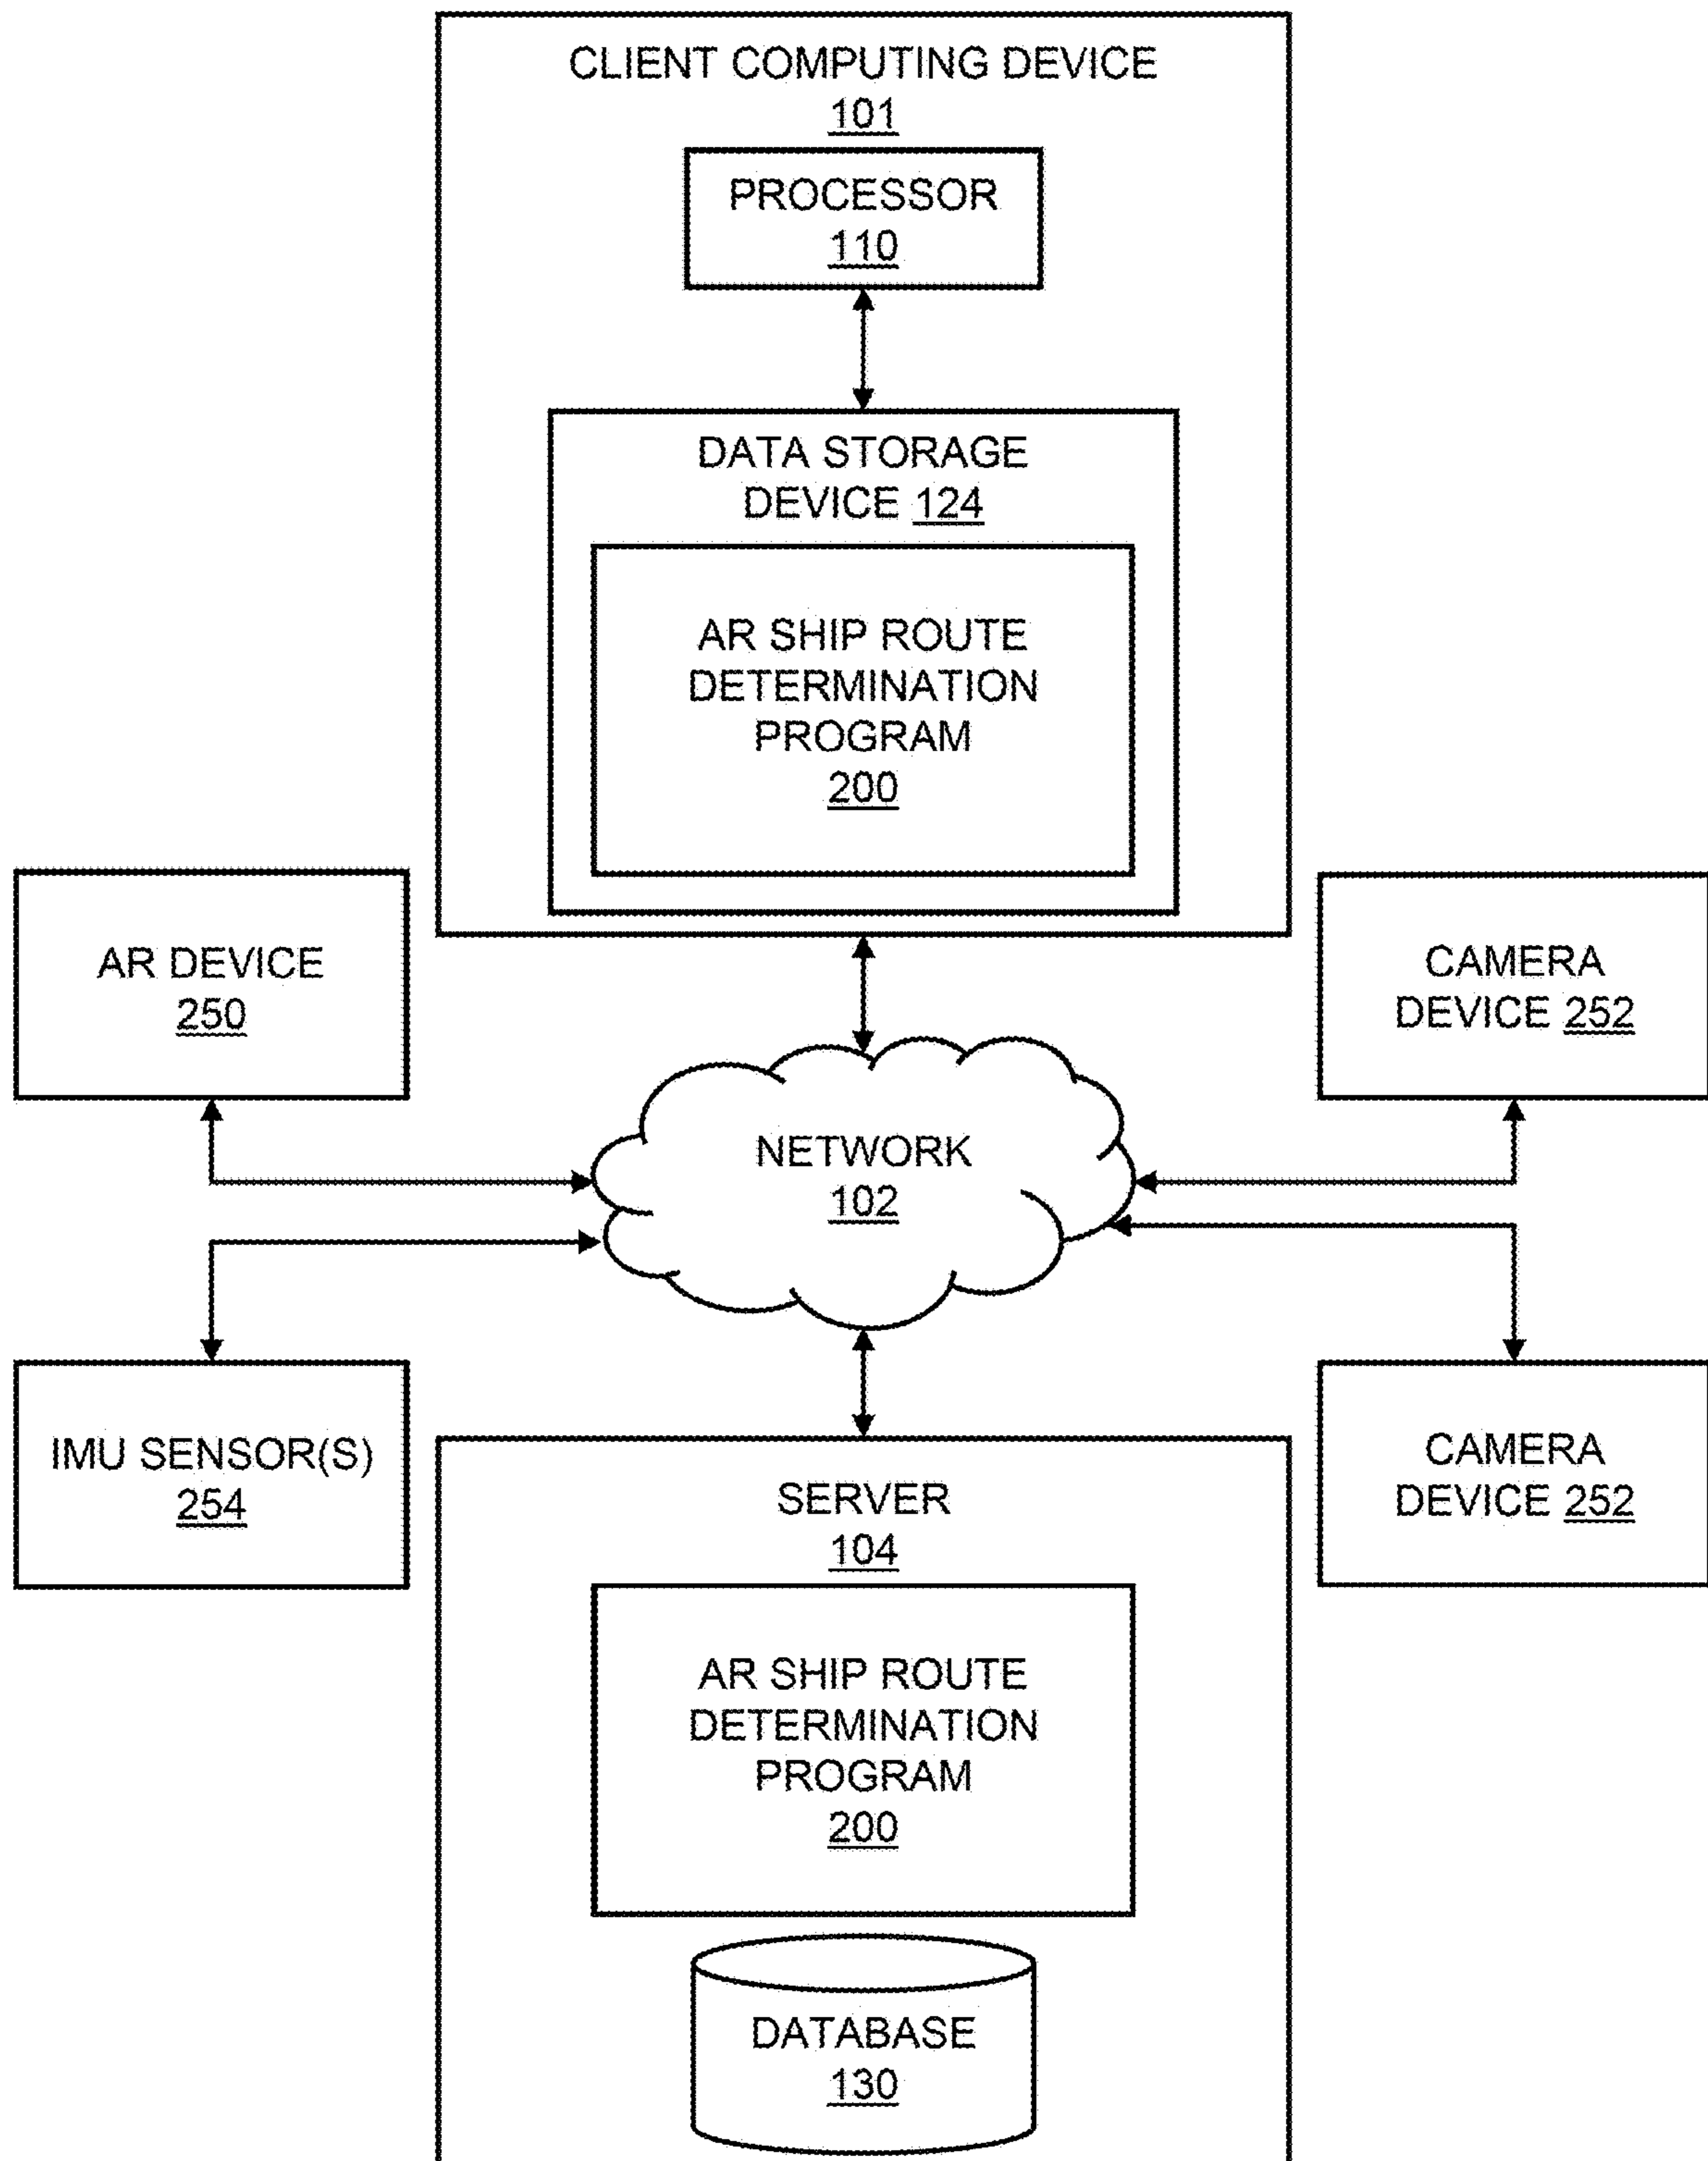 CLIENT COMPUTING DEVICE
101
PROCESSOR
110
DATA STORAGE
DEVICE 124
AR SHIP ROUTE
DETERMINATION
PROGRAM
200
AR DEVICE
250
CAMERA
DEVICE 252
NETWORK
102
IMU SENSOR(S)
254
CAMERA
DEVICE 252
SERVER
104
AR SHIP ROUTE
DETERMINATION
PROGRAM
200
DATABASE
130